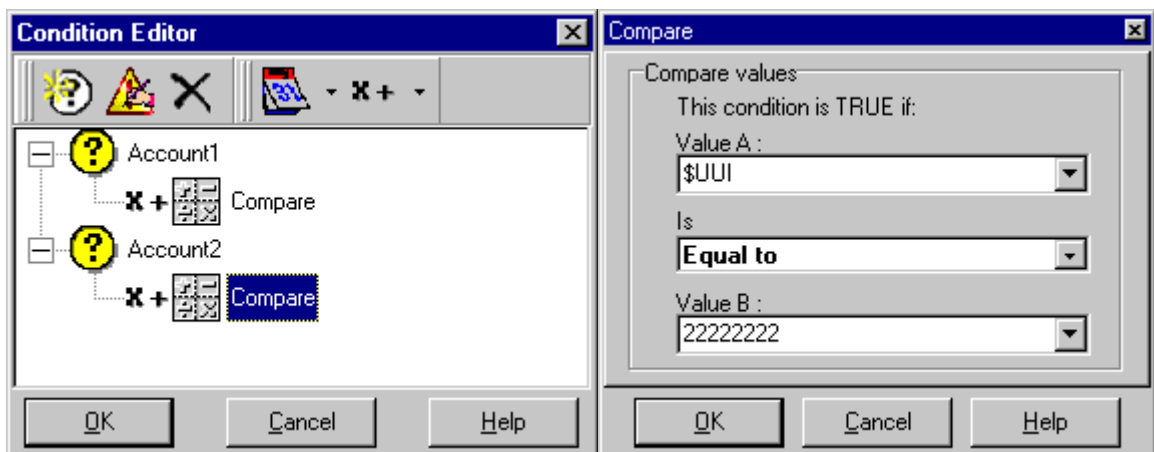 Condition Editor
Account1
Compare
Account2
Compare
OK Cancel Help
Compare
Compare values
This condition is TRUE if:
Value A :
$UUI
Is
Equal to
Value B :
22222222
OK Cancel Help